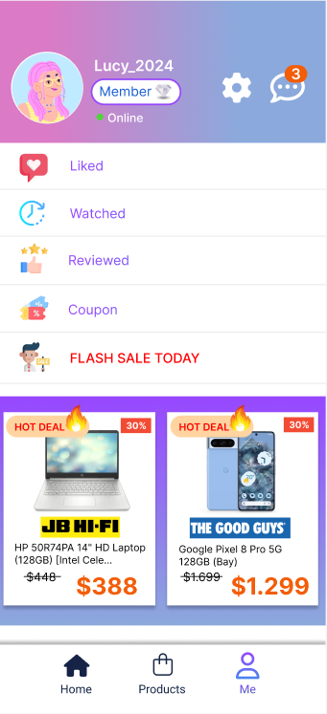 Lucy_2024
3
Member
Online
Liked
Watched
Reviewed
Coupon
FLASH SALE TODAY
HOT DEAL
30%
JB HI-FI
HP 50R74PA 14" HD Laptop
(128GB) [Intel Cele...
$448
$388
HOT DEAL
30%
THE GOOD GUYS
Google Pixel 8 Pro 5G
128GB (Bay)
$1.699
$1.299
Home
Products
Me